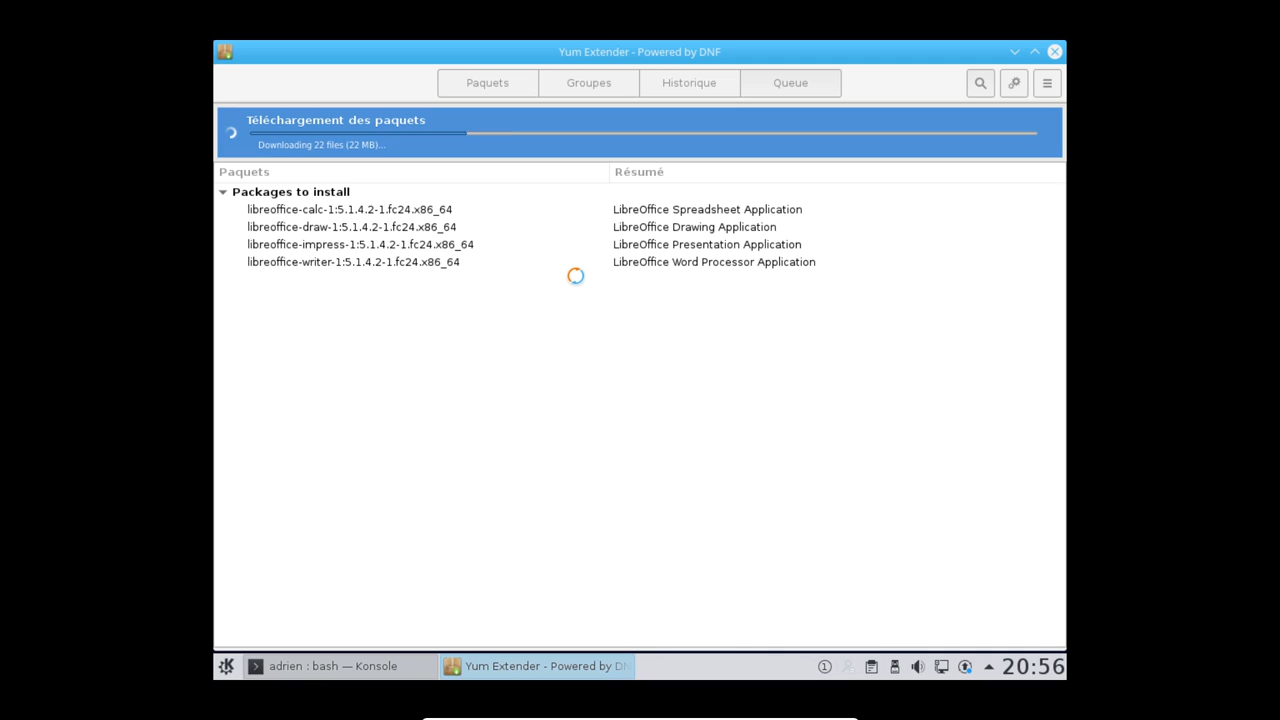 Yum Extender - Powered by DNF
Paquets Groupes Historique Queue
Téléchargement des paquets
Downloading 22 files (22 MB)...
Paquets Résumé
Packages to install
libreoffice-calc-1:5.1.4.2-1.fc24.x86_64 LibreOffice Spreadsheet Application
libreoffice-draw-1:5.1.4.2-1.fc24.x86_64 LibreOffice Drawing Application
libreoffice-impress-1:5.1.4.2-1.fc24.x86_64 LibreOffice Presentation Application
libreoffice-writer-1:5.1.4.2-1.fc24.x86_64 LibreOffice Word Processor Application
adrien : bash — Konsole Yum Extender - Powered by DN 1 20:56